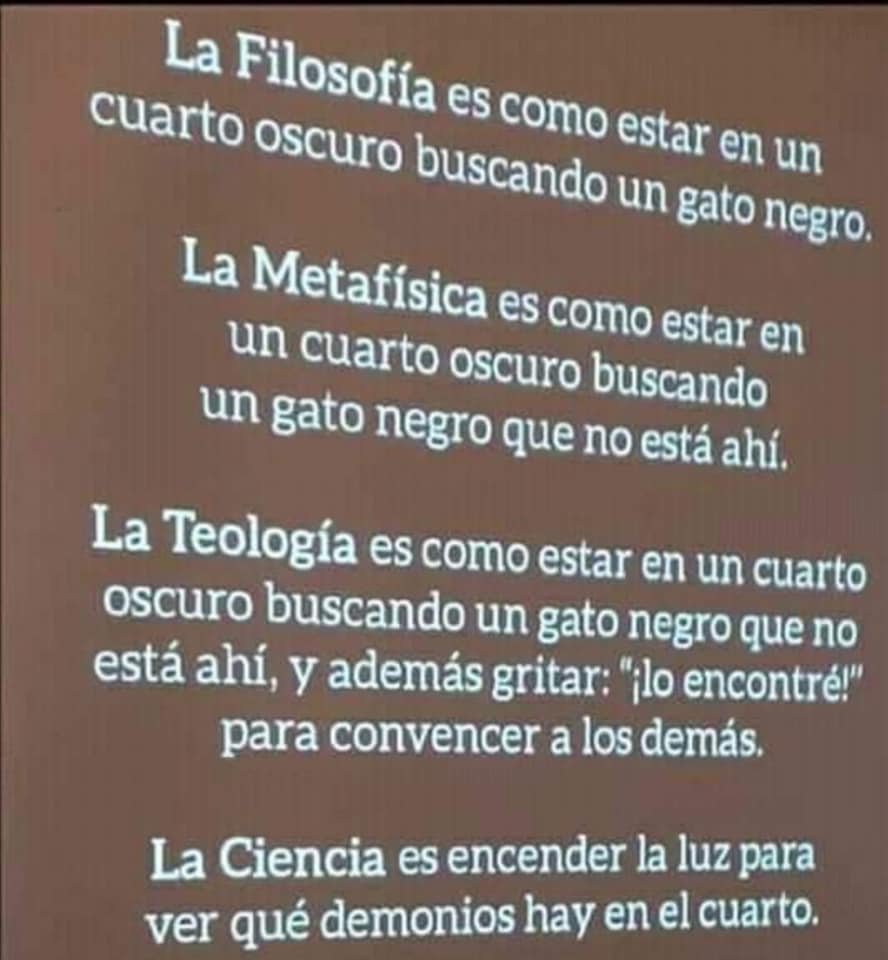 La Filosofía es como estar en un
cuarto oscuro buscando un gato negro.
La Metafísica es como estar en
un cuarto oscuro buscando
un gato negro que no está ahí.
La Teología es como estar en un cuarto
oscuro buscando un gato negro que no
está ahí, y además gritar: "¡lo encontré!"
para convencer a los demás.
La Ciencia es encender la luz para
ver qué demonios hay en el cuarto.